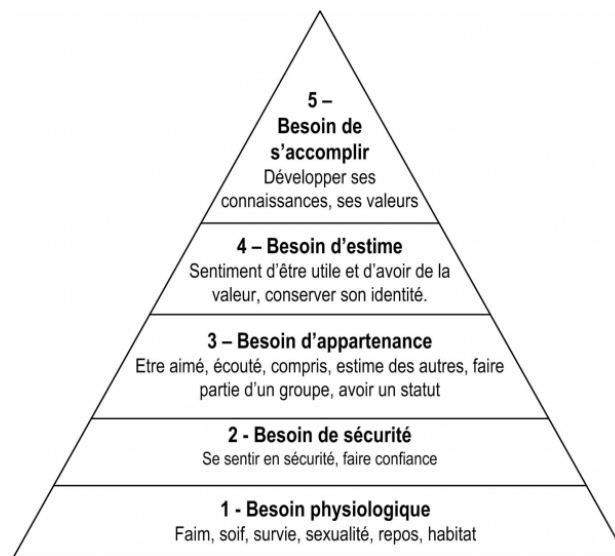 5 –
Besoin de
s’accomplir
Développer ses
connaissances, ses valeurs
4 – Besoin d’estime
Sentiment d’être utile et d’avoir de la
valeur, conserver son identité.
3 – Besoin d’appartenance
Etre aimé, écouté, compris, estime des autres, faire
partie d’un groupe, avoir un statut
2 - Besoin de sécurité
Se sentir en sécurité, faire confiance
1 - Besoin physiologique
Faim, soif, survie, sexualité, repos, habitat